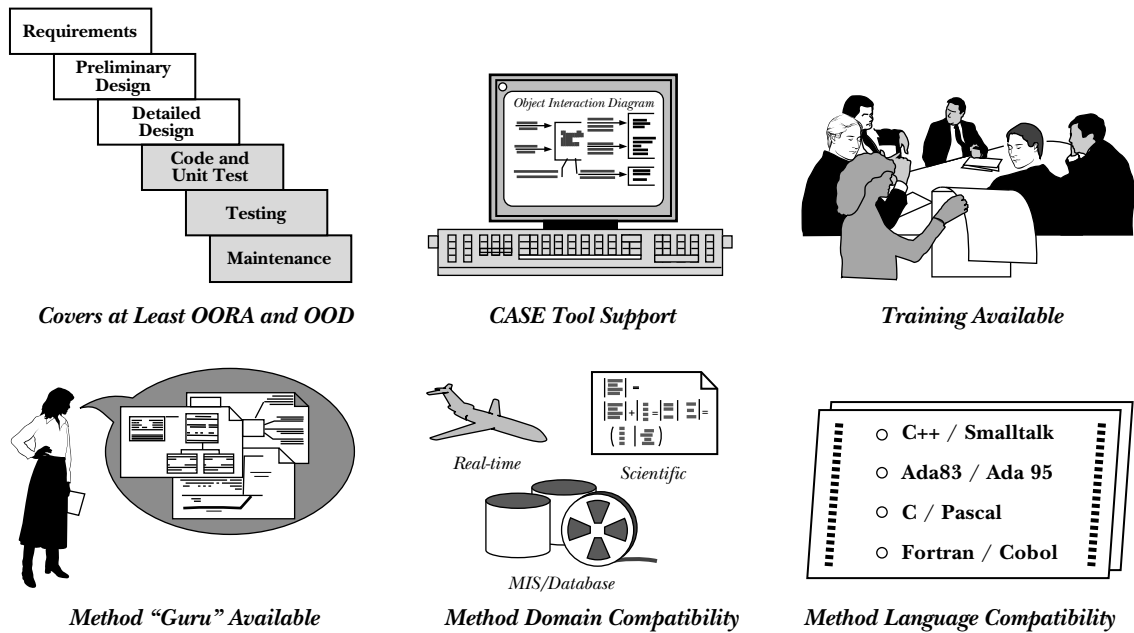 Requirements
Preliminary
Design
Detailed
Design
Code and
Unit Test
Testing
Maintenance
Covers at Least OORA and OOD
Object Interaction Diagram
CASE Tool Support
Training Available
Method “Guru” Available
Real-time
Scientific
MIS/Database
Method Domain Compatibility
C++ / Smalltalk
Ada83 / Ada 95
C / Pascal
Fortran / Cobol
Method Language Compatibility